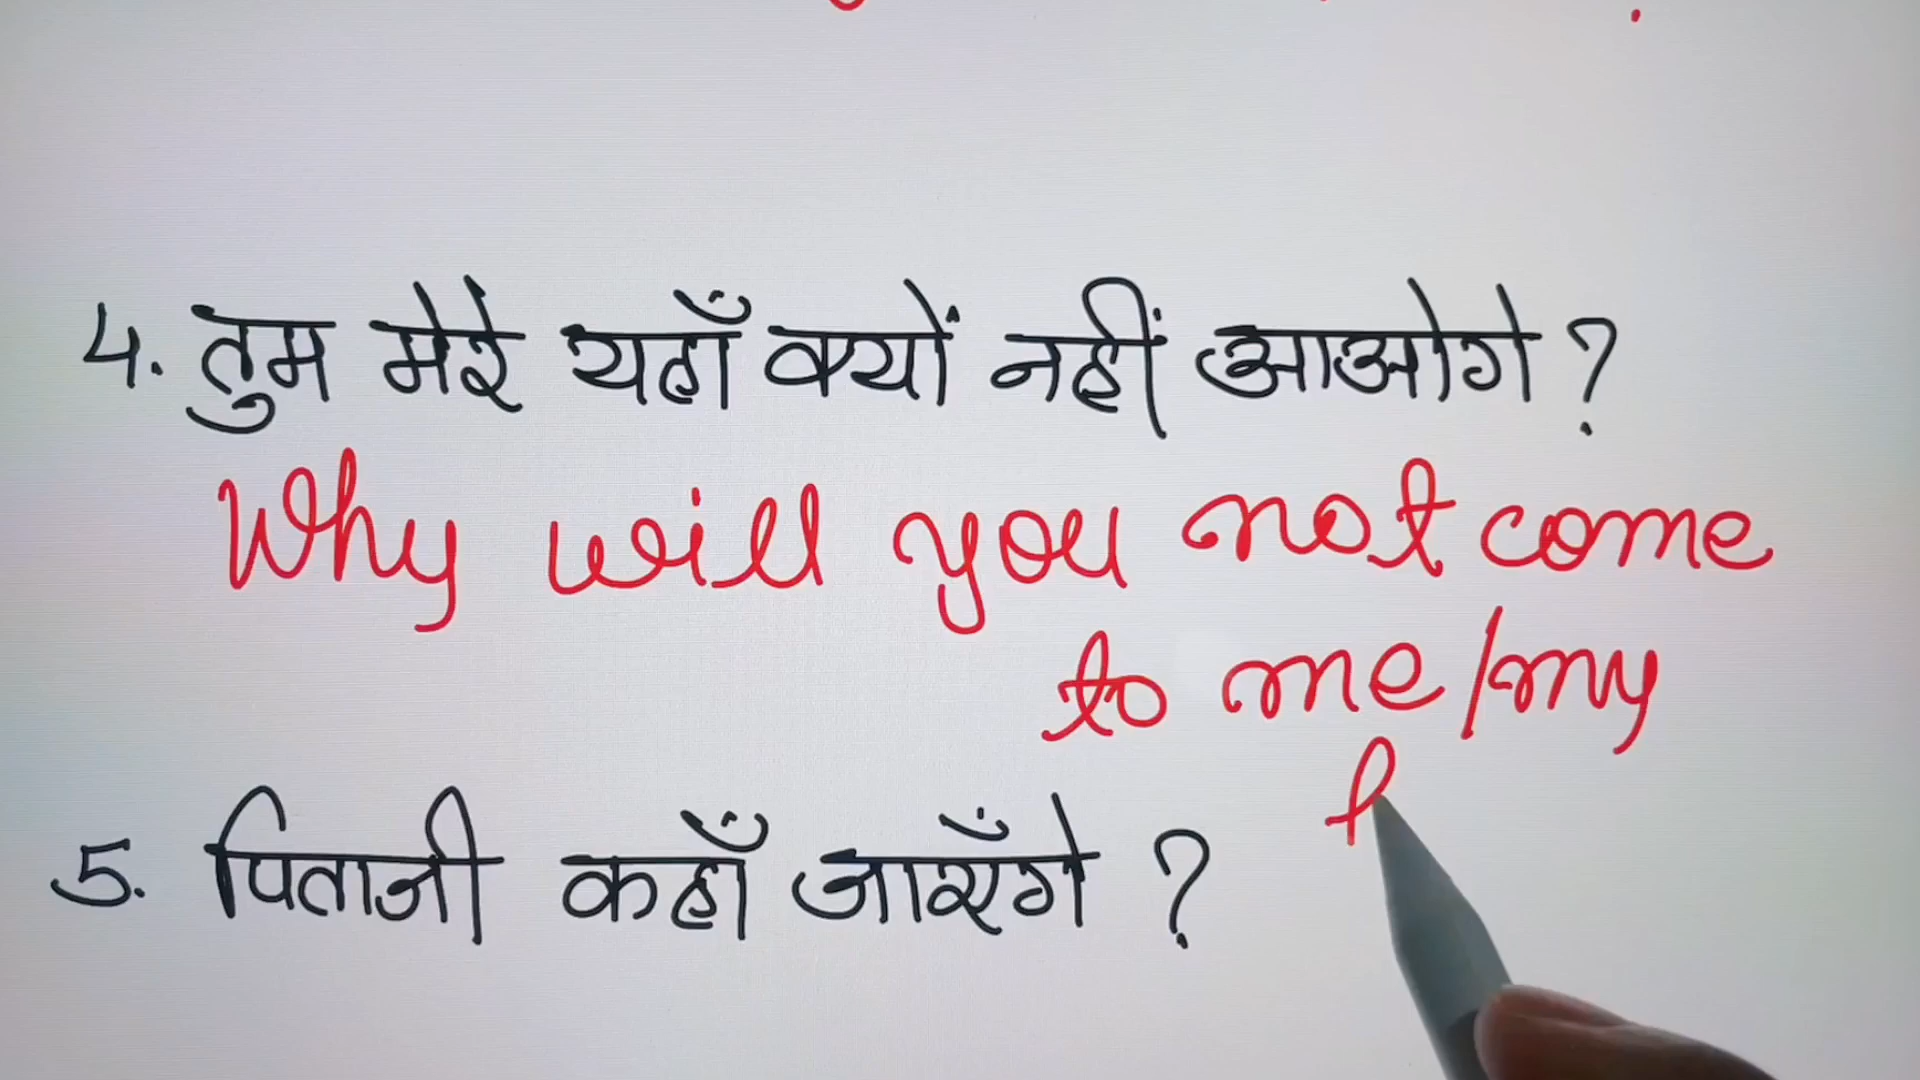 4. तुम मेरे यहाँ क्यों नहीं आओगे ?
Why will you not come
to me/my
5. पिताजी कहाँ जाएँगे ?